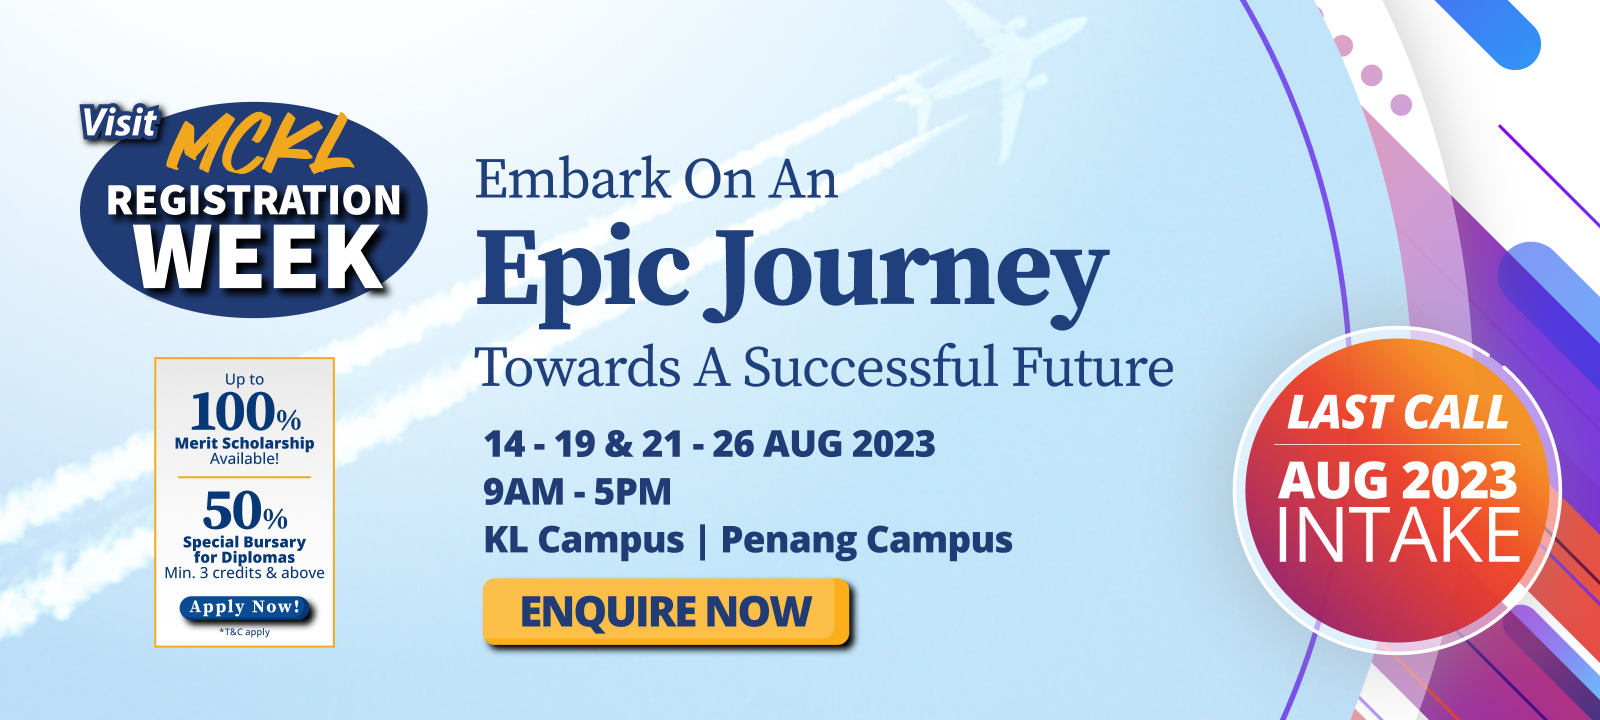 Visit
MCKL
REGISTRATION
WEEK
Up to
100%
Merit Scholarship
Available!
50%
Special Bursary
for Diplomas
Min. 3 credits & above
Apply Now!
*T&C apply
Embark On An
Epic Journey
Towards A Successful Future
14 - 19 & 21 - 26 AUG 2023
9AM - 5PM
KL Campus | Penang Campus
ENQUIRE NOW
LAST CALL
AUG 2023
INTAKE